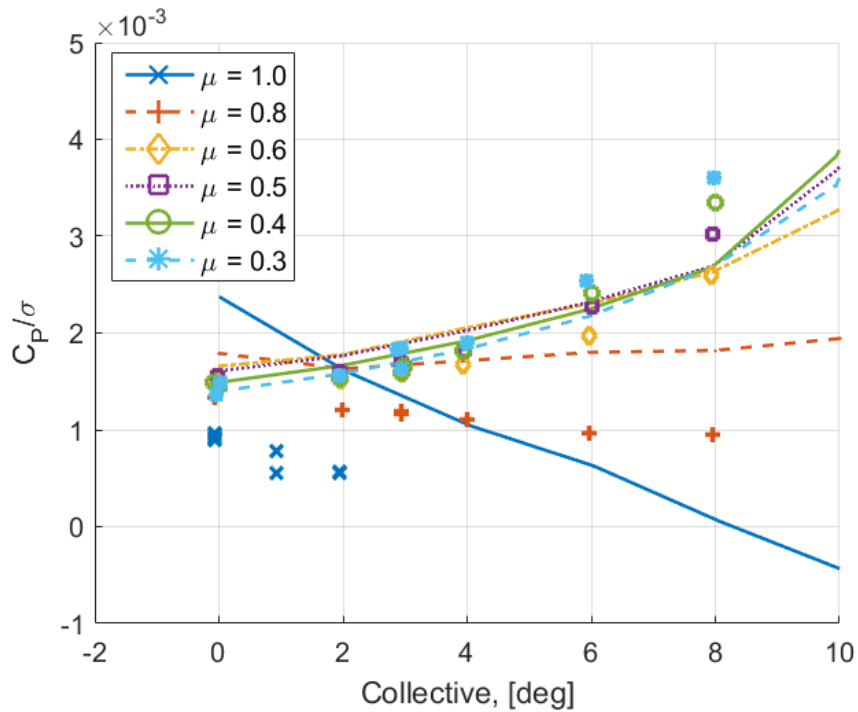 ×10⁻³
5
4
3
2
1
0
-1
-2 0 2 4 6 8 10
C_P/σ
Collective, [deg]
μ = 1.0
μ = 0.8
μ = 0.6
μ = 0.5
μ = 0.4
μ = 0.3